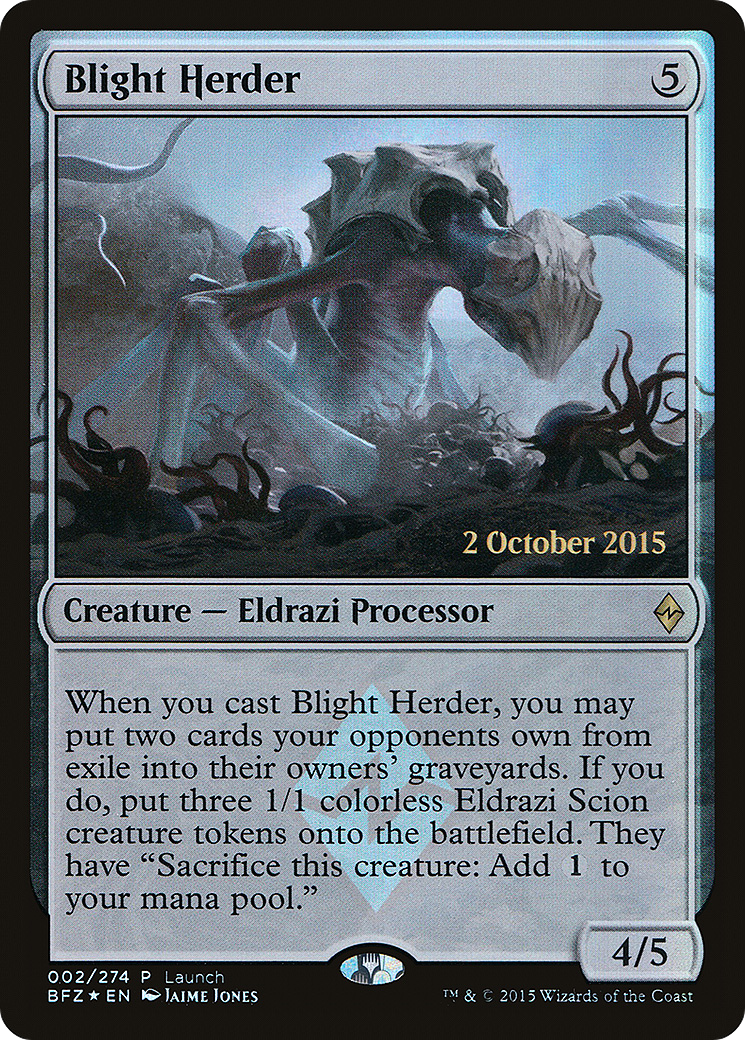 Blight Herder 5
2 October 2015
Creature — Eldrazi Processor
When you cast Blight Herder, you may
put two cards your opponents own from
exile into their owners' graveyards. If you
do, put three 1/1 colorless Eldrazi Scion
creature tokens onto the battlefield. They
have “Sacrifice this creature: Add 1 to
your mana pool.”
4/5
002/274 P Launch
BFZ★EN Jaime Jones
™ & © 2015 Wizards of the Coast